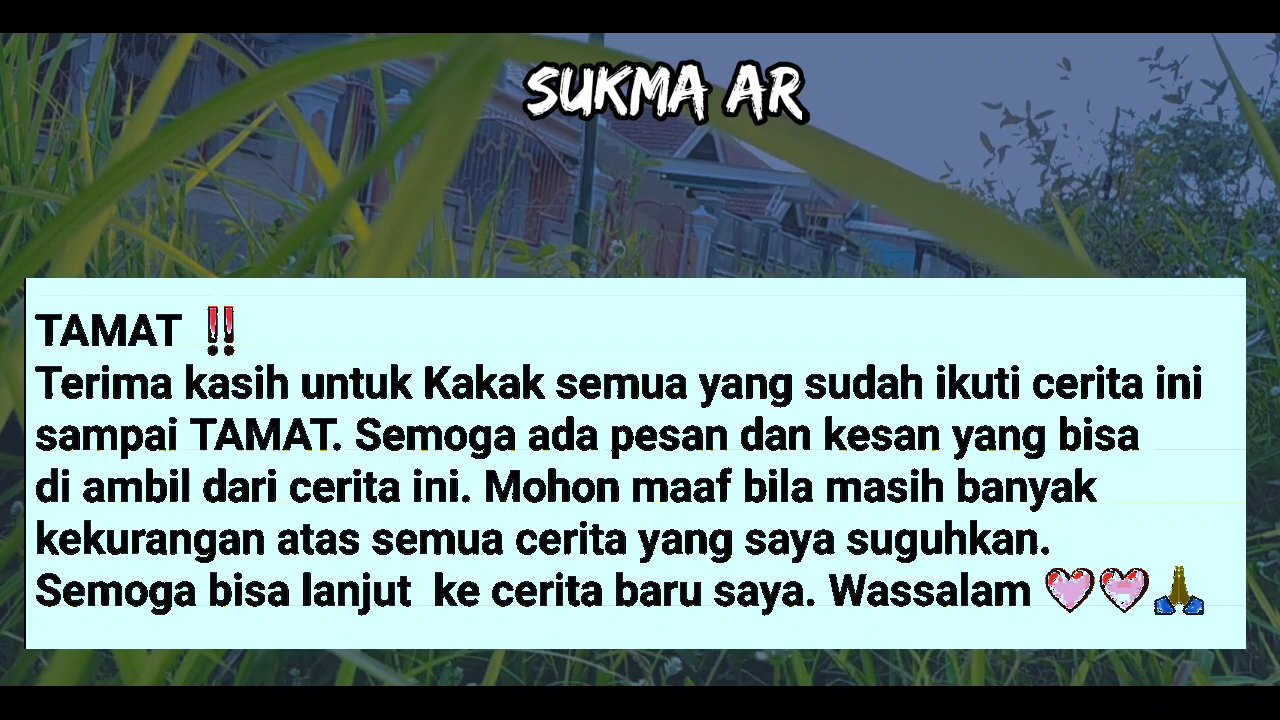 SUKMA AR
TAMAT ‼️
Terima kasih untuk Kakak semua yang sudah ikuti cerita ini
sampai TAMAT. Semoga ada pesan dan kesan yang bisa
di ambil dari cerita ini. Mohon maaf bila masih banyak
kekurangan atas semua cerita yang saya suguhkan.
Semoga bisa lanjut  ke cerita baru saya. Wassalam 💗💗🙏